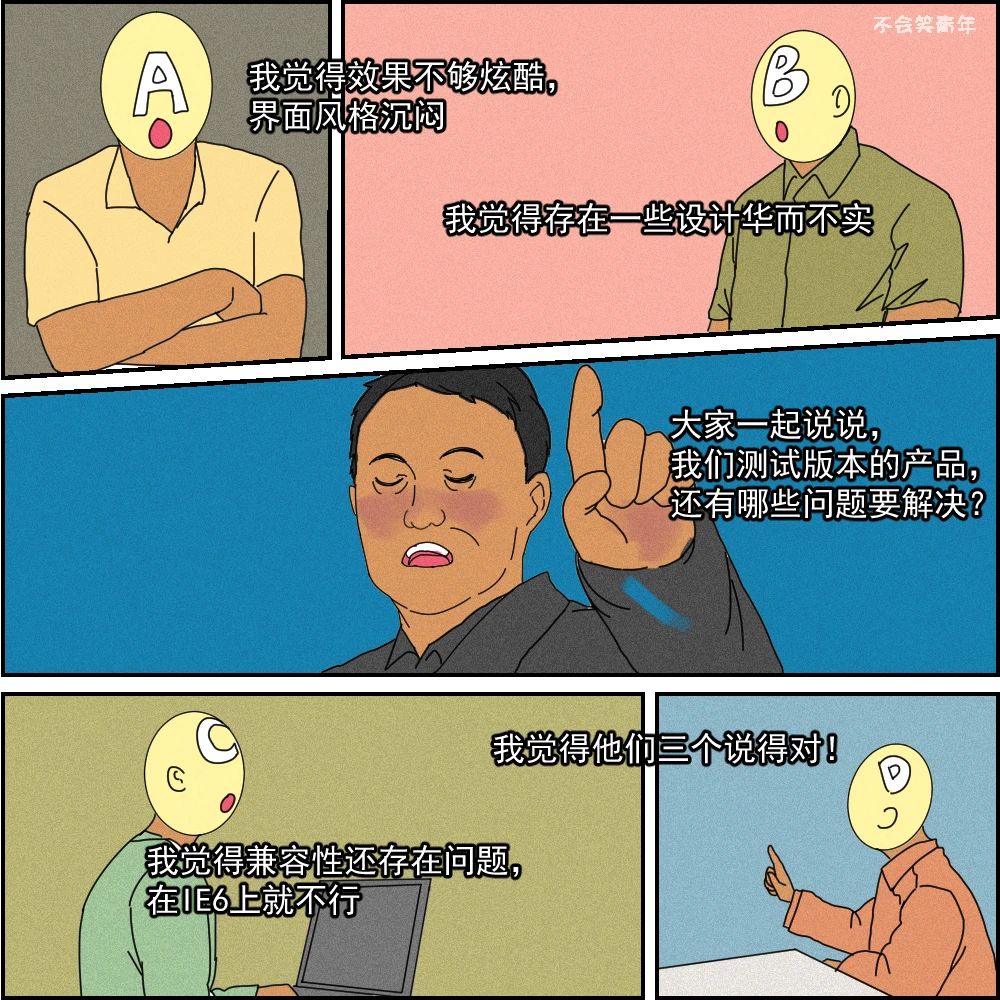 不会笑青年
A
我觉得效果不够炫酷，
界面风格沉闷
B
我觉得存在一些设计华而不实
大家一起说说，
我们测试版本的产品，
还有哪些问题要解决？
C
我觉得兼容性还存在问题，
在IE6上就不行
我觉得他们三个说得对！
D